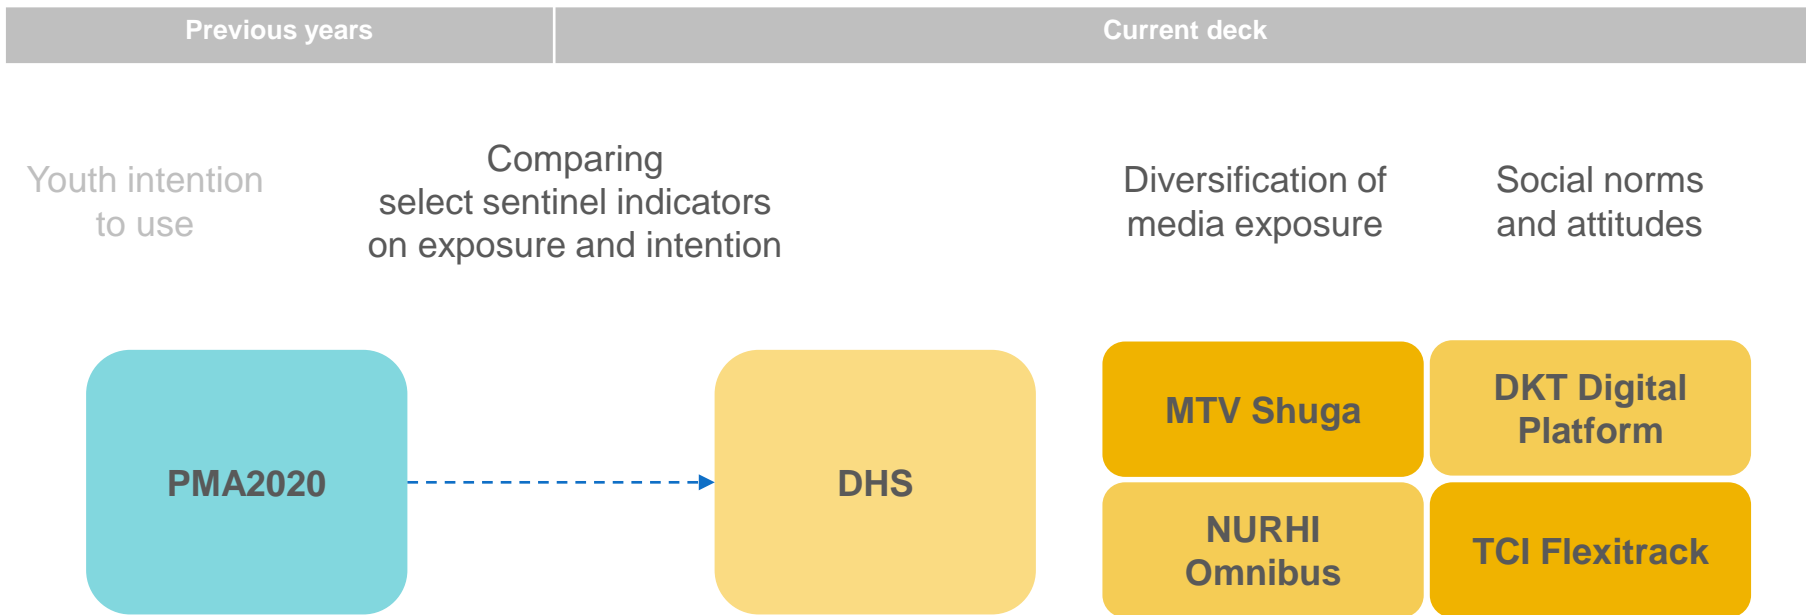 Previous years
Current deck
Youth intention
to use
Comparing
select sentinel indicators
on exposure and intention
Diversification of
media exposure
Social norms
and attitudes
PMA2020
DHS
MTV Shuga
DKT Digital
Platform
NURHI
Omnibus
TCI Flexitrack